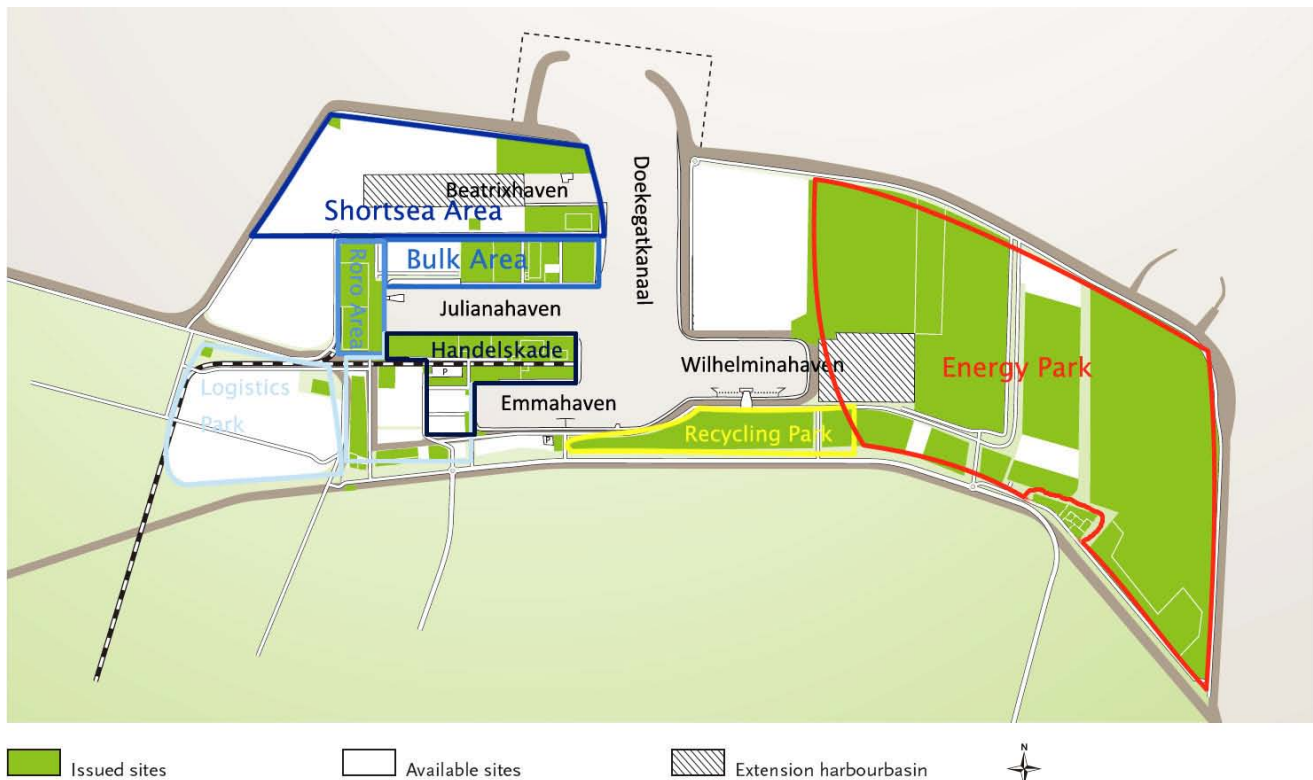 Doekegatkanaal
Beatrixhaven
Shortsea Area
Roro Area
Bulk Area
Julianahaven
Handelskade
P
Wilhelminahaven
Energy Park
Logistics
Park
Emmahaven
Recycling Park
P
N
Issued sites
Available sites
Extension harbourbasin